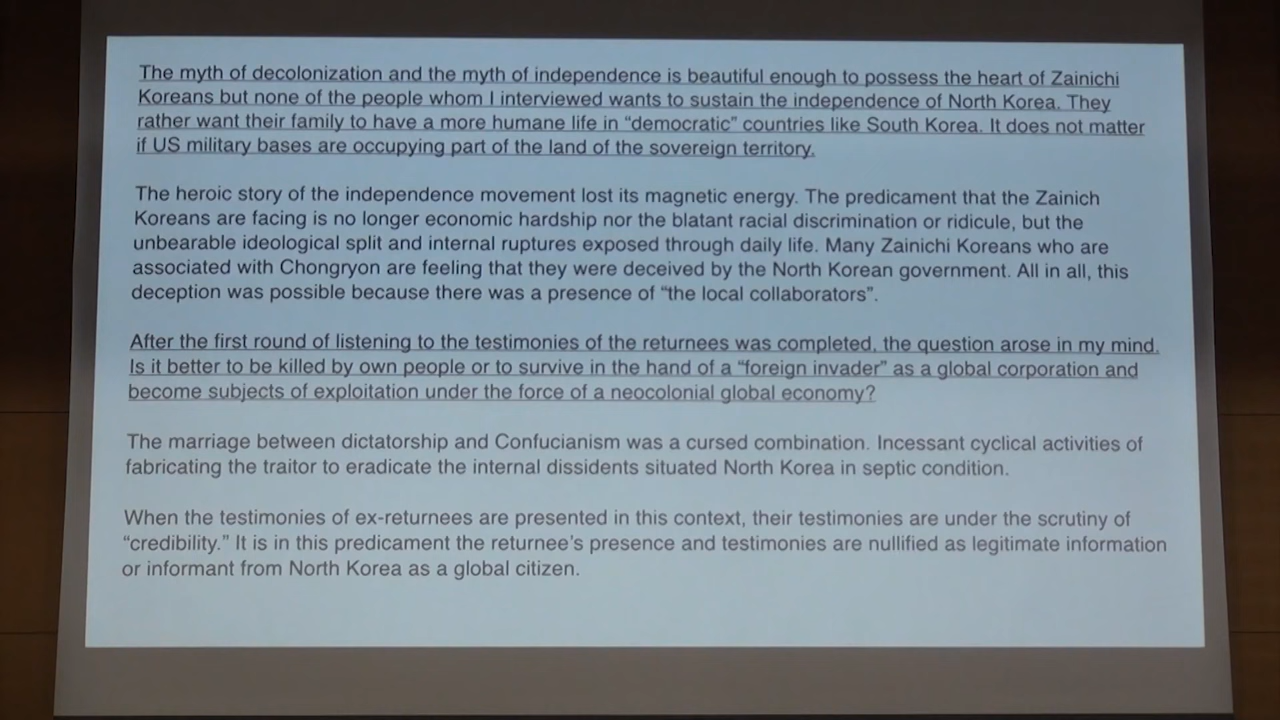 The myth of decolonization and the myth of independence is beautiful enough to possess the heart of Zainichi
Koreans but none of the people whom I interviewed wants to sustain the independence of North Korea. They
rather want their family to have a more humane life in “democratic” countries like South Korea. It does not matter
if US military bases are occupying part of the land of the sovereign territory.
The heroic story of the independence movement lost its magnetic energy. The predicament that the Zainich
Koreans are facing is no longer economic hardship nor the blatant racial discrimination or ridicule, but the
unbearable ideological split and internal ruptures exposed through daily life. Many Zainichi Koreans who are
associated with Chongryon are feeling that they were deceived by the North Korean government. All in all, this
deception was possible because there was a presence of “the local collaborators”.
After the first round of listening to the testimonies of the returnees was completed, the question arose in my mind.
Is it better to be killed by own people or to survive in the hand of a “foreign invader” as a global corporation and
become subjects of exploitation under the force of a neocolonial global economy?
The marriage between dictatorship and Confucianism was a cursed combination. Incessant cyclical activities of
fabricating the traitor to eradicate the internal dissidents situated North Korea in septic condition.
When the testimonies of ex-returnees are presented in this context, their testimonies are under the scrutiny of
“credibility.” It is in this predicament the returnee’s presence and testimonies are nullified as legitimate information
or informant from North Korea as a global citizen.